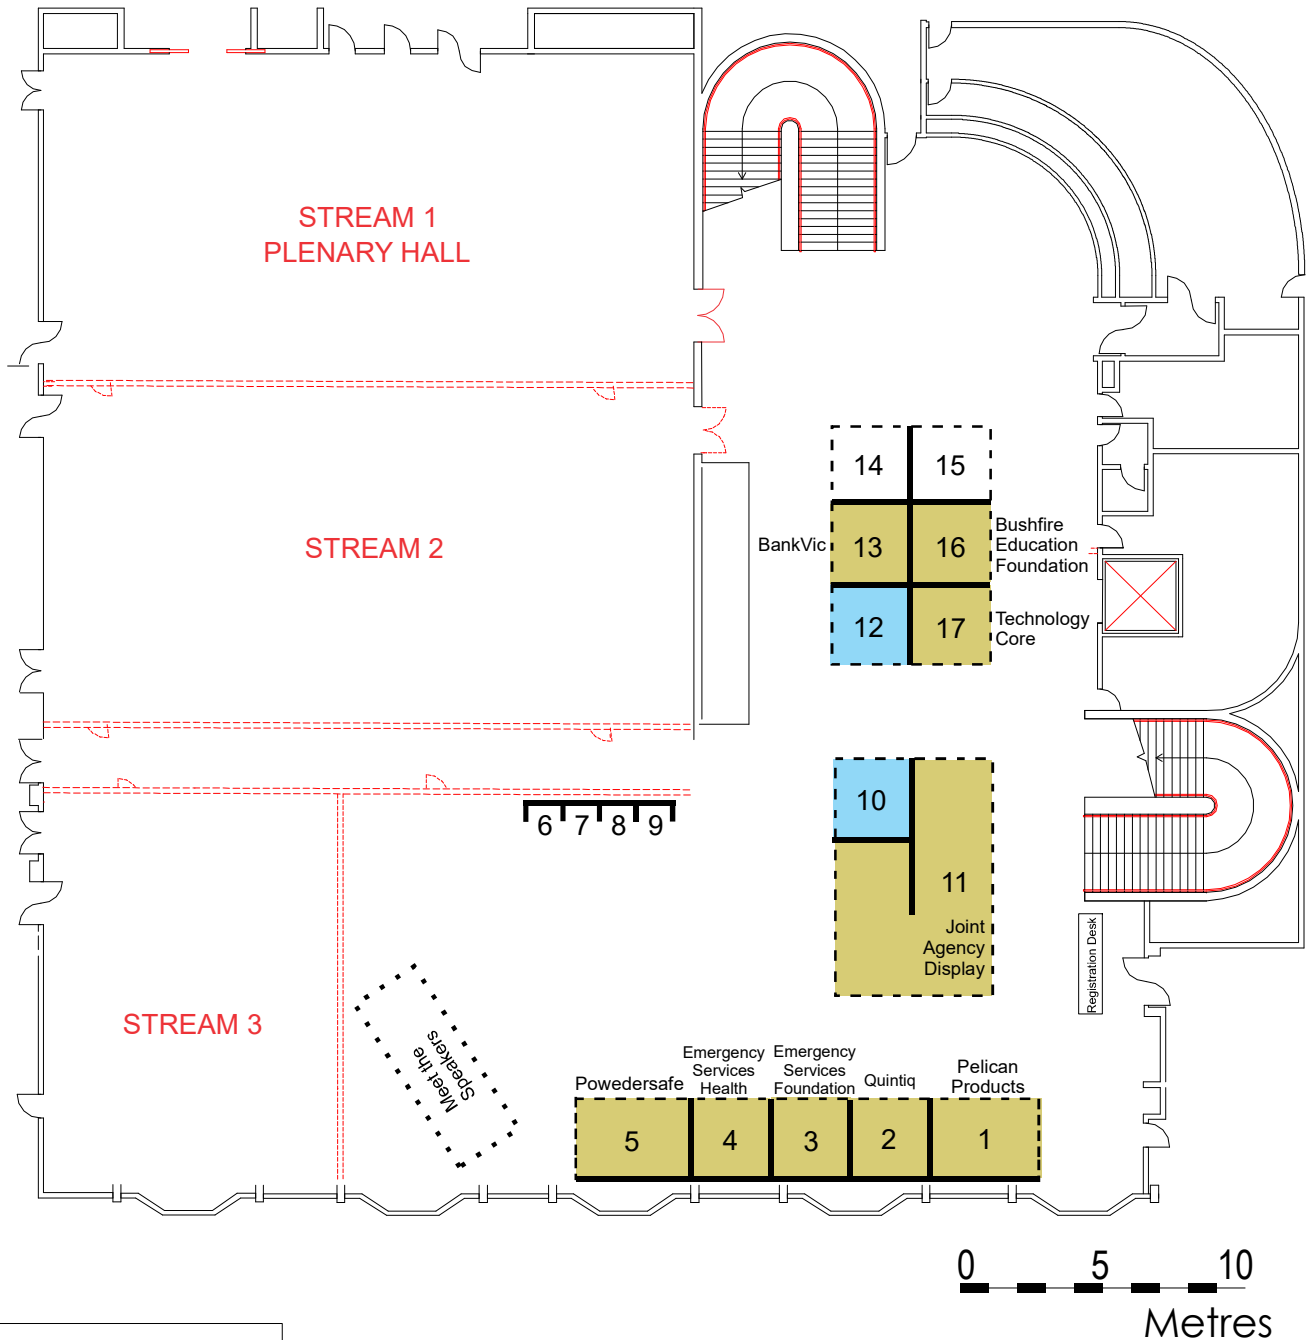 STREAM 1
PLENARY HALL
STREAM 2
14
15
BankVic
13
16
Bushfire
Education
Foundation
12
17
Technology
Core
10
6
7
8
9
11
Joint
Agency
Display
Registration Desk
STREAM 3
Meet the
Speakers
Powedersafe
Emergency
Services
Health
Emergency
Services
Foundation
Quintiq
Pelican
Products
5
4
3
2
1
0
5
10
Metres